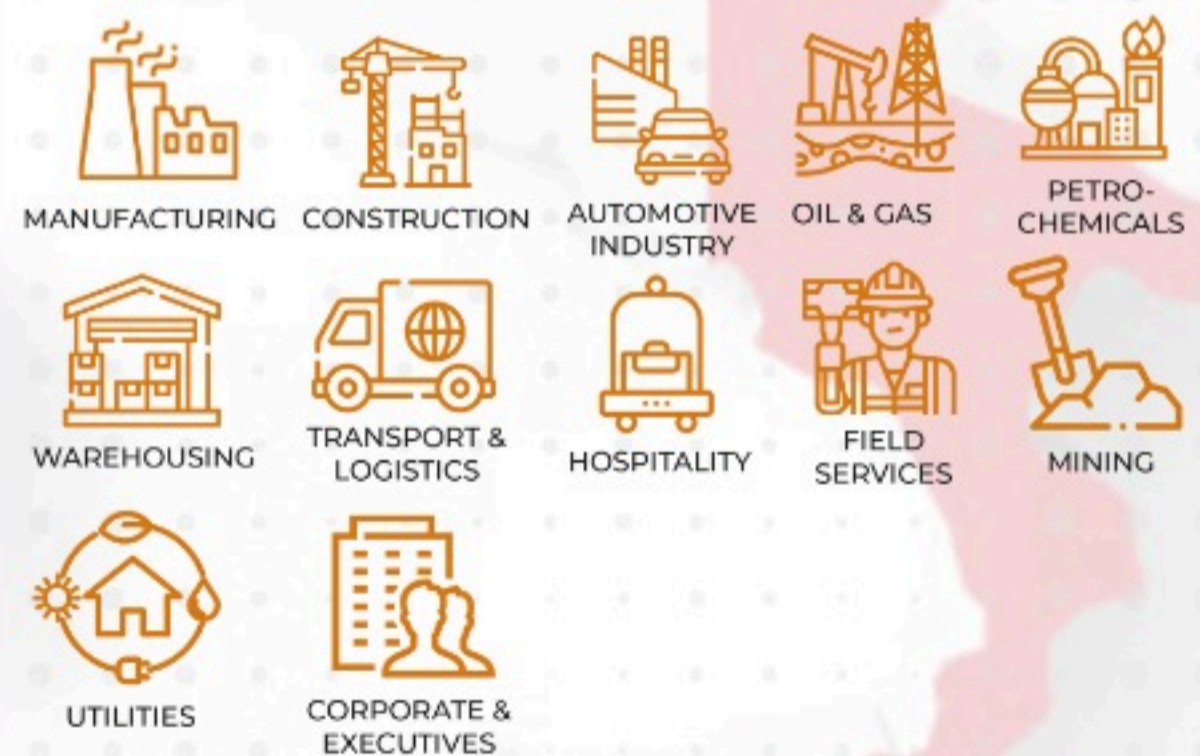 MANUFACTURING
CONSTRUCTION
AUTOMOTIVE
INDUSTRY
OIL & GAS
PETRO-
CHEMICALS
WAREHOUSING
TRANSPORT &
LOGISTICS
HOSPITALITY
FIELD
SERVICES
MINING
UTILITIES
CORPORATE &
EXECUTIVES